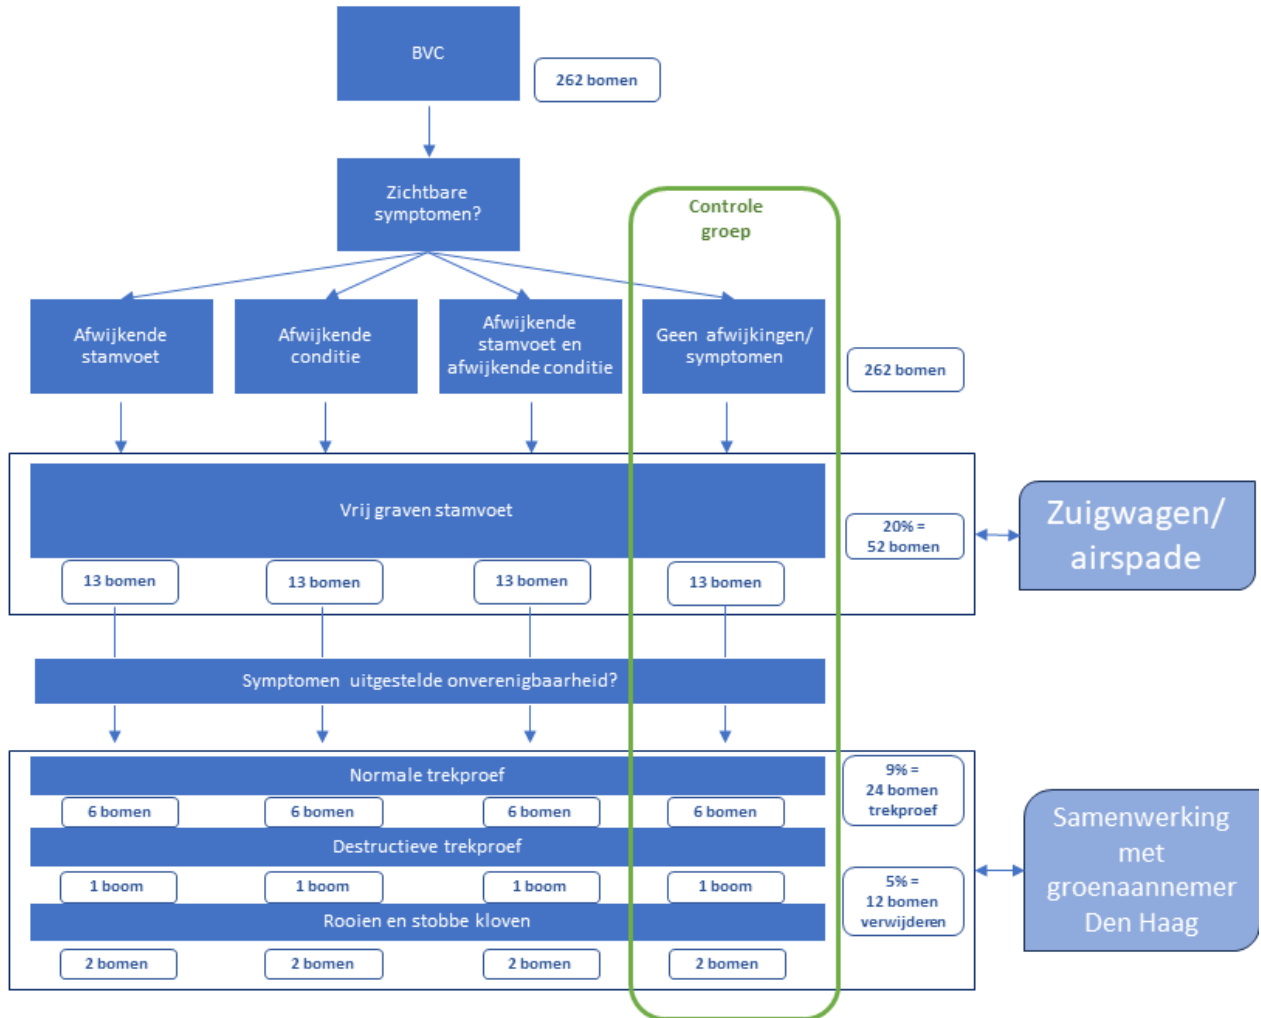 BVC
262 bomen
Zichtbare
symptomen?
Controle
groep
Afwijkende
stamvoet
Afwijkende
conditie
Afwijkende
stamvoet en
afwijkende conditie
Geen afwijkingen/
symptomen
262 bomen
Vrij graven stamvoet
20% =
52 bomen
Zuigwagen/
airspade
13 bomen
13 bomen
13 bomen
13 bomen
Symptomen uitgestelde onverenigbaarheid?
Normale trekproef
9% =
24 bomen
trekproef
6 bomen
6 bomen
6 bomen
6 bomen
Destructieve trekproef
1 boom
1 boom
1 boom
1 boom
5% =
12 bomen
verwijderen
Rooien en stobbe kloven
2 bomen
2 bomen
2 bomen
2 bomen
Samenwerking
met
groenaannemer
Den Haag